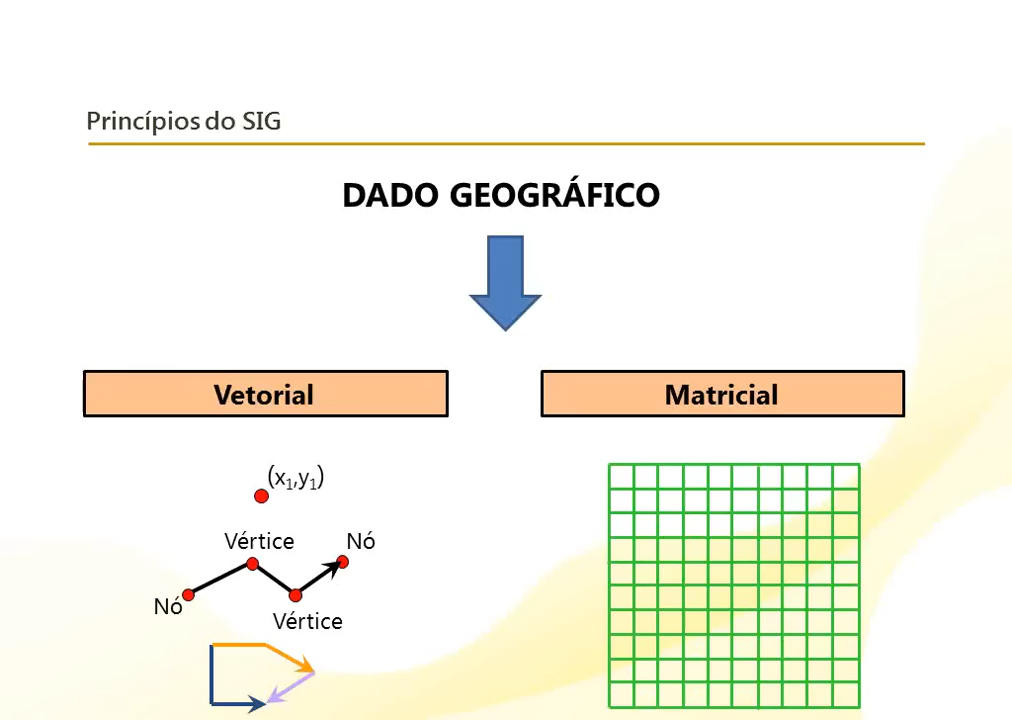 Princípios do SIG
DADO GEOGRÁFICO
Vetorial
Matricial
(x₁,y₁)
Vértice
Nó
Nó
Vértice